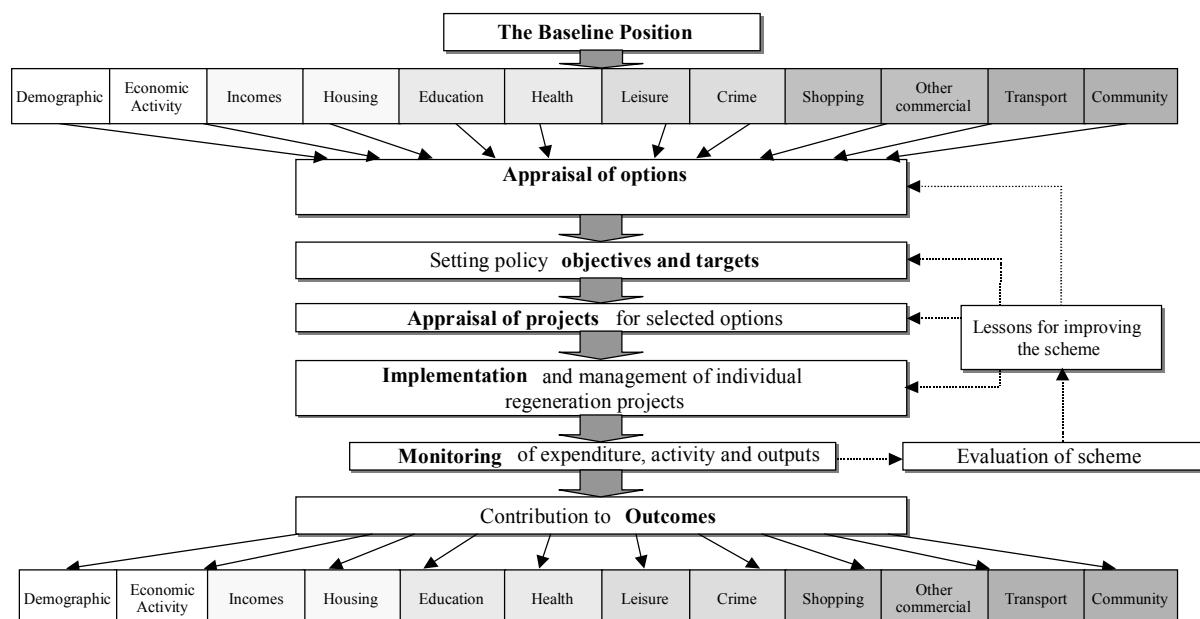 The Baseline Position
Demographic
Economic
Activity
Incomes
Housing
Education
Health
Leisure
Crime
Shopping
Other
commercial
Transport
Community
Appraisal of options
Setting policy objectives and targets
Appraisal of projects for selected options
Lessons for improving
the scheme
Implementation and management of individual
regeneration projects
Monitoring of expenditure, activity and outputs
Evaluation of scheme
Contribution to Outcomes
Demographic
Economic
Activity
Incomes
Housing
Education
Health
Leisure
Crime
Shopping
Other
commercial
Transport
Community